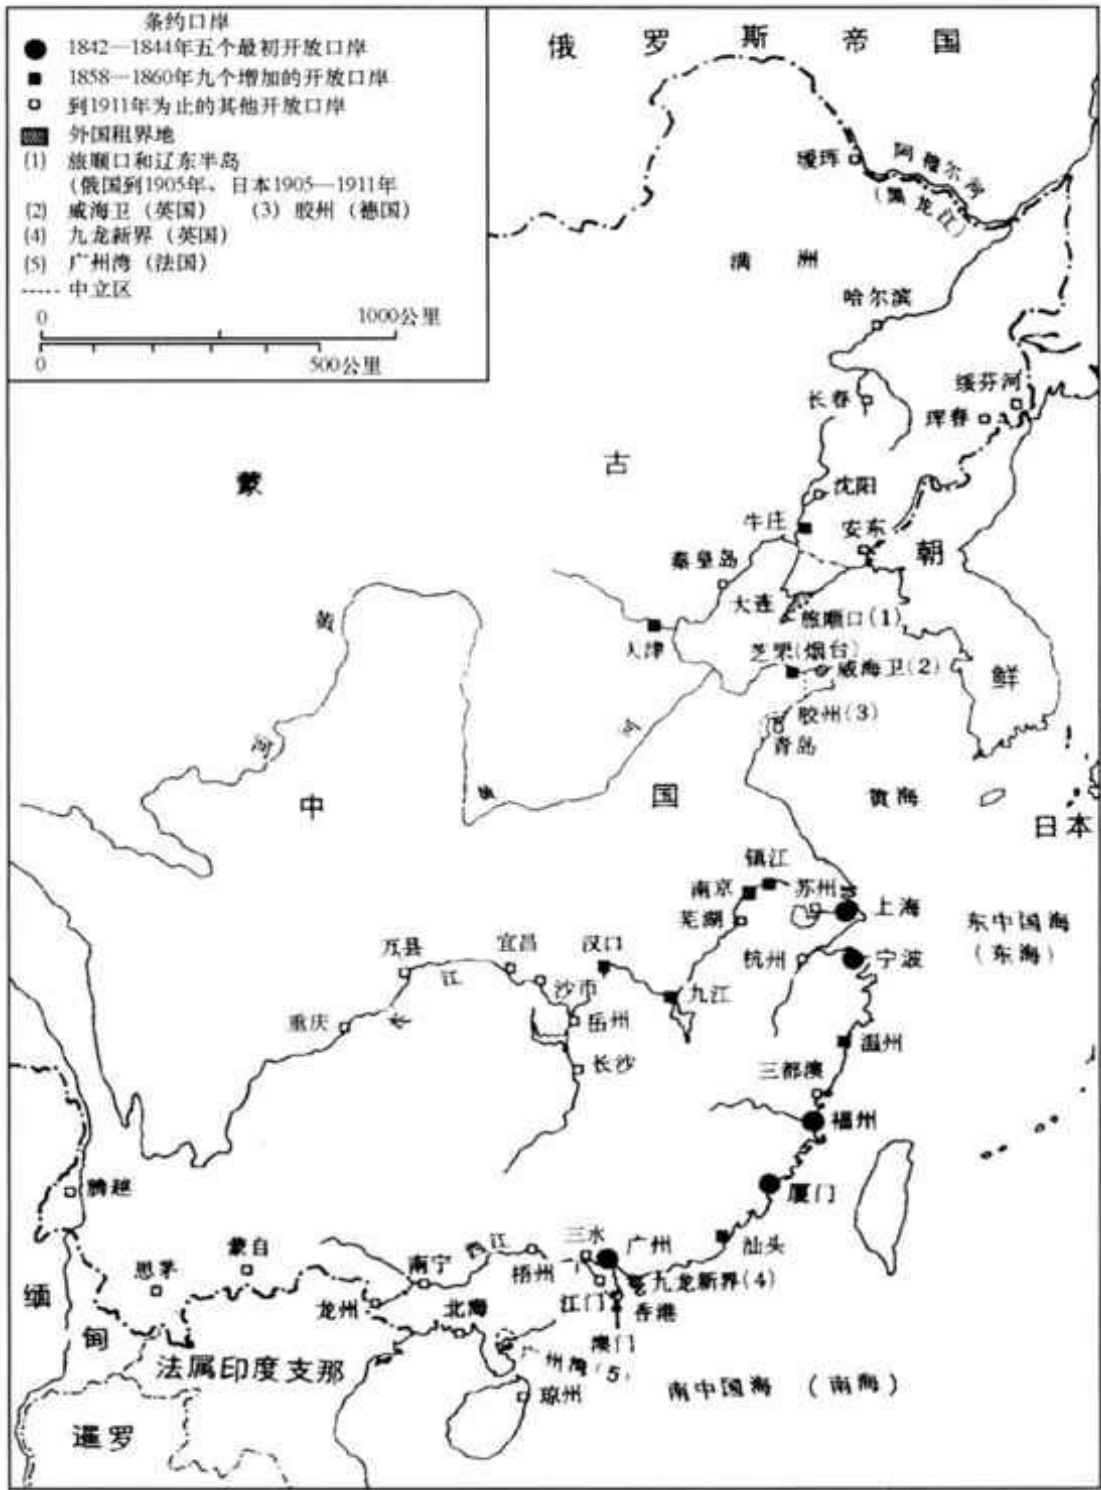 条约口岸
1842—1844年五个最初开放口岸
1858—1860年九个增加的开放口岸
到1911年为止的其他开放口岸
外国租界地
(1) 旅顺口和辽东半岛
(俄国到1905年、日本1905—1911年
(2) 威海卫(英国) (3) 胶州(德国)
(4) 九龙新界(英国)
(5) 广州湾(法国)
中立区
0 1000公里
0 500公里
俄罗斯帝国
瑷珲
阿穆尔河
(黑龙江)
满洲
哈尔滨
绥芬河
长春
珲春
蒙古
沈阳
牛庄
安东
朝鲜
秦皇岛
大连
旅顺口(1)
天津
芝罘(烟台)
威海卫(2)
胶州(3)
青岛
黄河
黄河
中国
黄海
日本
镇江
南京
苏州
上海
芜湖
东中国海
(东海)
万县
宜昌
汉口
杭州
宁波
长江
沙市
九江
重庆
岳州
温州
长沙
三都澳
福州
腾越
厦门
三水
广州
汕头
西江
蒙自
南宁
梧州
九龙新界(4)
思茅
缅甸
龙州
北海
江门
香港
澳门
法属印度支那
广州湾(5)
南中国海(南海)
琼州
暹罗